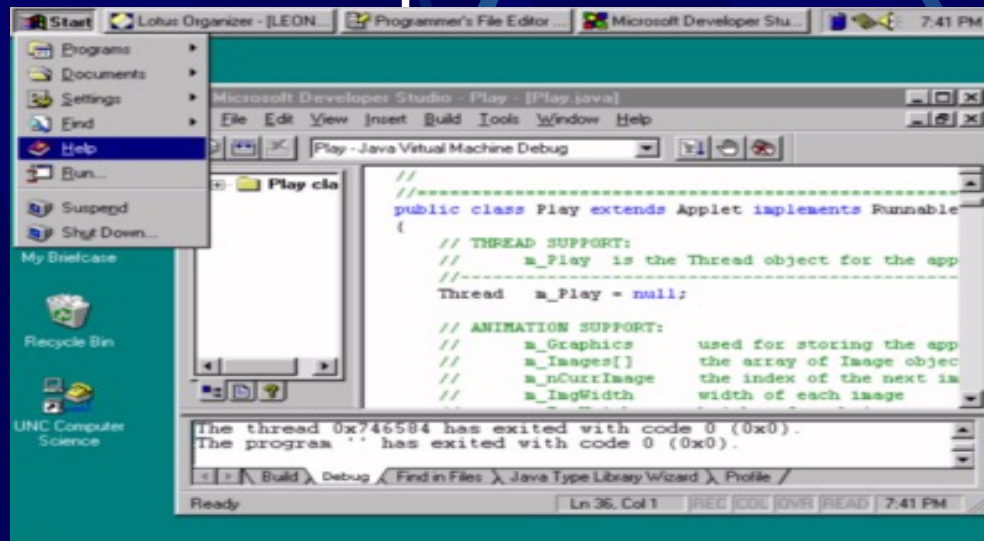 Start Lotus Organizer - [LEON... Programmer's File Editor ... Microsoft Developer Stu... 7:41 PM
Programs
Documents
Settings
Find
Help
Run...
Suspend
Shut Down...
My Briefcase
Recycle Bin
UNC Computer
Science
Microsoft Developer Studio - Play - [Play.java]
File Edit View Insert Build Tools Window Help
Play - Java Virtual Machine Debug
Play cla
//
//==================================================
public class Play extends Applet implements Runnable
{
// THREAD SUPPORT:
// m_Play is the Thread object for the app
//--------------------------------------------------
Thread m_Play = null;
// ANIMATION SUPPORT:
// m_Graphics used for storing the app
// m_Images[] the array of Image objec
// m_nCurrImage the index of the next im
// m_ImgWidth width of each image
The thread 0x746584 has exited with code 0 (0x0).
The program '' has exited with code 0 (0x0).
Build Debug Find in Files Java Type Library Wizard Profile
Ready Ln 36, Col 1 REC COL OVR READ 7:41 PM